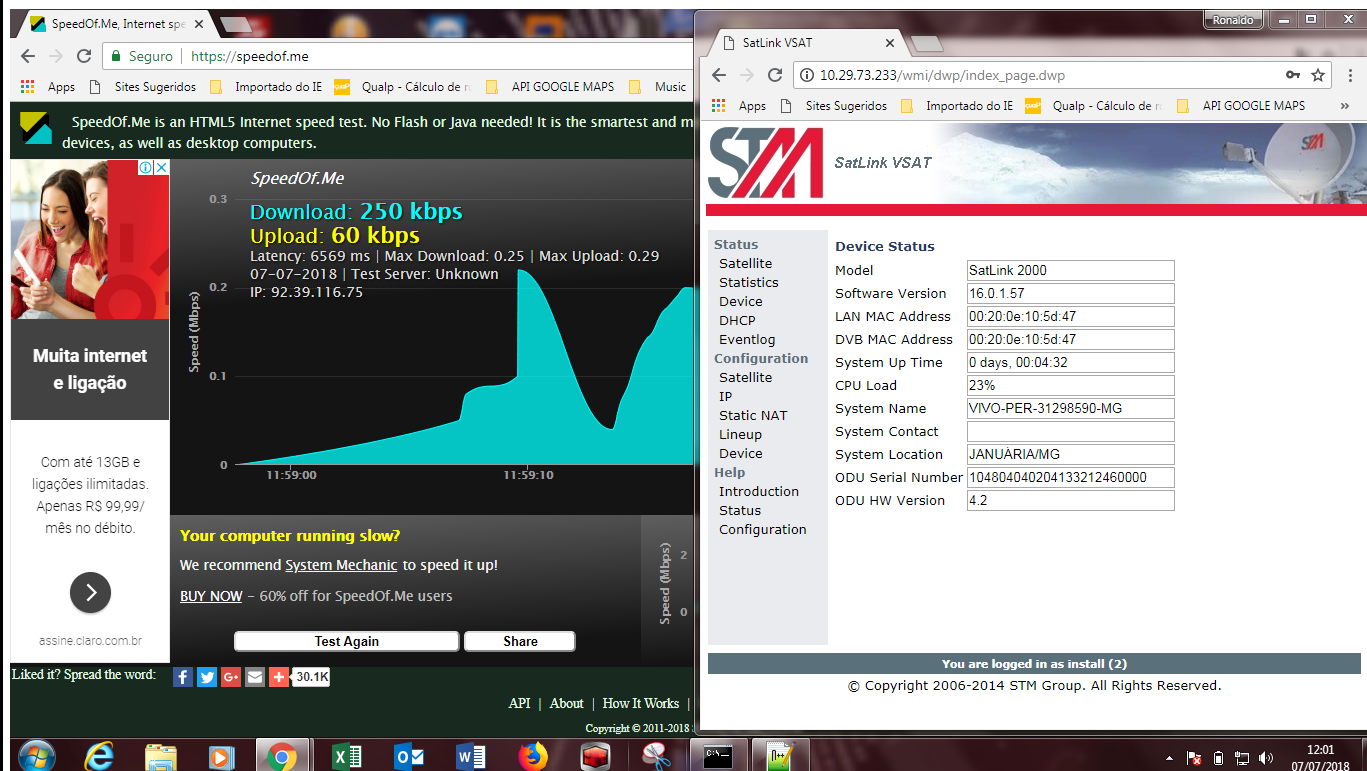 SpeedOf.Me, Internet spe
Seguro | https://speedof.me
Apps Sites Sugeridos Importado do IE Qualp - Cálculo de r API GOOGLE MAPS Music
SpeedOf.Me is an HTML5 Internet speed test. No Flash or Java needed! It is the smartest and m
devices, as well as desktop computers.
Muita internet
e ligação
Com até 13GB e
ligações ilimitadas.
Apenas R$ 99,99/
mês no débito.
assine.claro.com.br
SpeedOf.Me
Download: 250 kbps
Upload: 60 kbps
Latency: 6569 ms | Max Download: 0.25 | Max Upload: 0.29
07-07-2018 | Test Server: Unknown
IP: 92.39.116.75
Speed (Mbps)
0.3
0.2
0.1
0
11:59:00
11:59:10
Your computer running slow?
We recommend System Mechanic to speed it up!
BUY NOW - 60% off for SpeedOf.Me users
Test Again
Share
Speed (Mbps)
2
0
Liked it? Spread the word:
f
G+
30.1K
API | About | How It Works |
Copyright © 2011-2018
Ronaldo
SatLink VSAT
10.29.73.233/wmi/dwp/index_page.dwp
Apps Sites Sugeridos Importado do IE Qualp - Cálculo de r API GOOGLE MAPS »
STM
SatLink VSAT
STM
Status
Satellite
Statistics
Device
DHCP
Eventlog
Configuration
Satellite
IP
Static NAT
Lineup
Device
Help
Introduction
Status
Configuration
Device Status
Model SatLink 2000
Software Version 16.0.1.57
LAN MAC Address 00:20:0e:10:5d:47
DVB MAC Address 00:20:0e:10:5d:47
System Up Time 0 days, 00:04:32
CPU Load 23%
System Name VIVO-PER-31298590-MG
System Contact
System Location JANUÁRIA/MG
ODU Serial Number 104804040204133212460000
ODU HW Version 4.2
You are logged in as install (2)
© Copyright 2006-2014 STM Group. All Rights Reserved.
12:01
07/07/2018